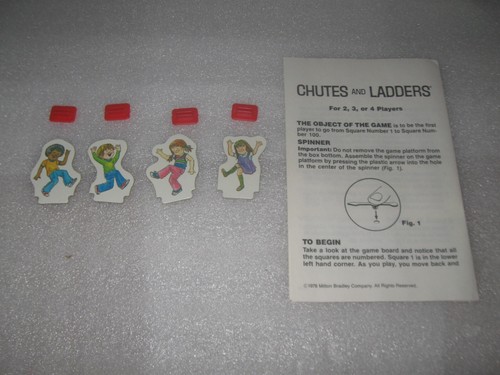 CHUTES AND LADDERS®
For 2, 3, or 4 Players
THE OBJECT OF THE GAME is to be the first
player to go from Square Number 1 to Square Num-
ber 100.
SPINNER
Important: Do not remove the game platform from
the box bottom. Assemble the spinner on the game
platform by pressing the plastic arrow into the hole
in the center of the spinner (Fig. 1).
Fig. 1
TO BEGIN
Take a look at the game board and notice that all
the squares are numbered. Square 1 is in the lower
left hand corner. As you play, you move back and
©1978 Milton Bradley Company. All Rights Reserved.